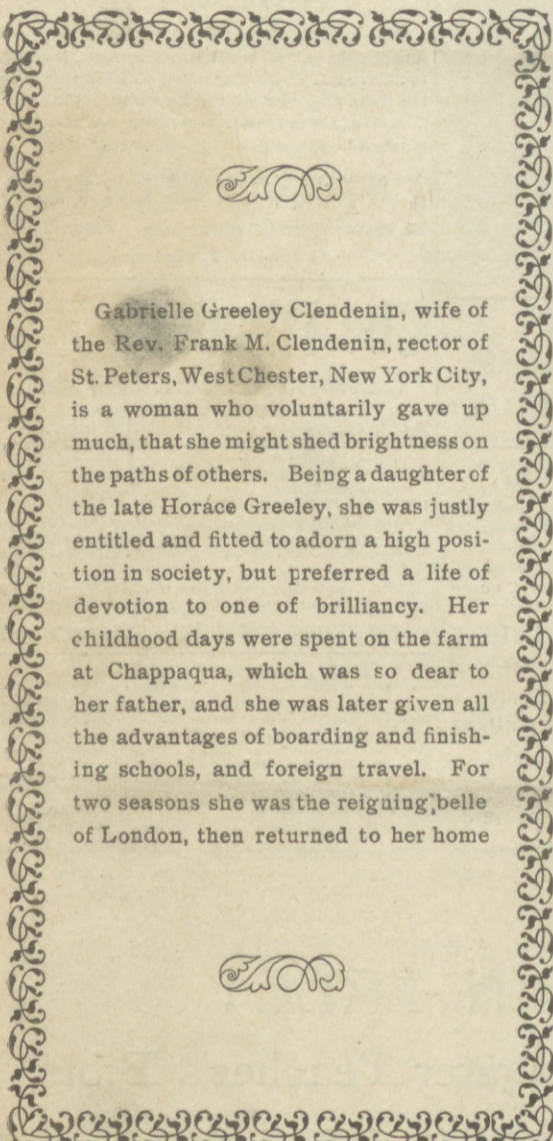 Gabrielle Greeley Clendenin, wife of
the Rev. Frank M. Clendenin, rector of
St. Peters, West Chester, New York City,
is a woman who voluntarily gave up
much, that she might shed brightness on
the paths of others. Being a daughter of
the late Horace Greeley, she was justly
entitled and fitted to adorn a high posi-
tion in society, but preferred a life of
devotion to one of brilliancy. Her
childhood days were spent on the farm
at Chappaqua, which was so dear to
her father, and she was later given all
the advantages of boarding and finish-
ing schools, and foreign travel. For
two seasons she was the reigning belle
of London, then returned to her home